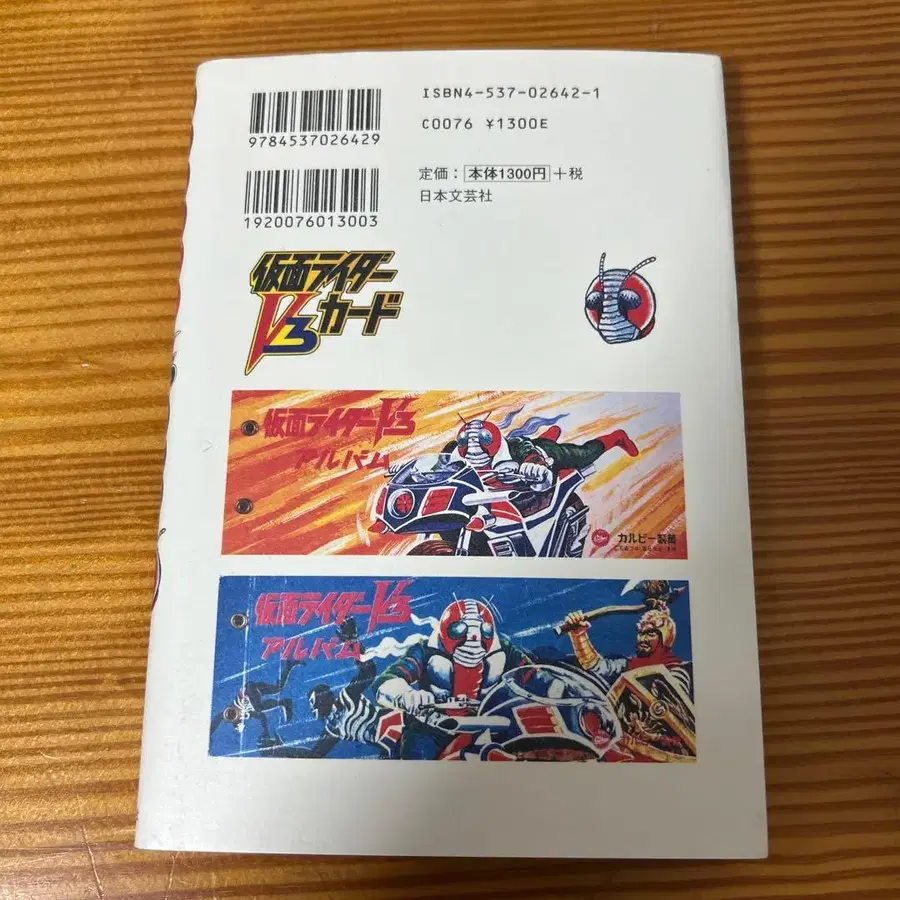 9784537026429
ISBN4-537-02642-1
C0076 ¥1300E
1920076013003
定価：本体1300円＋税
日本文芸社
仮面ライダー
V3カード
仮面ライダーV3
アルバム
カルビー製菓
仮面ライダーV3
アルバム